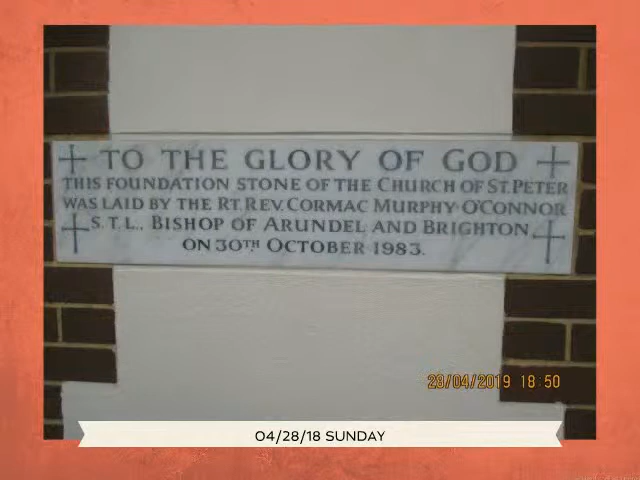 TO THE GLORY OF GOD
THIS FOUNDATION STONE OF THE CHURCH OF ST. PETER
WAS LAID BY THE RT. REV. CORMAC MURPHY-O'CONNOR
S.T.L., BISHOP OF ARUNDEL AND BRIGHTON
ON 30TH OCTOBER 1983.
28/04/2019 18:50
04/28/18 SUNDAY